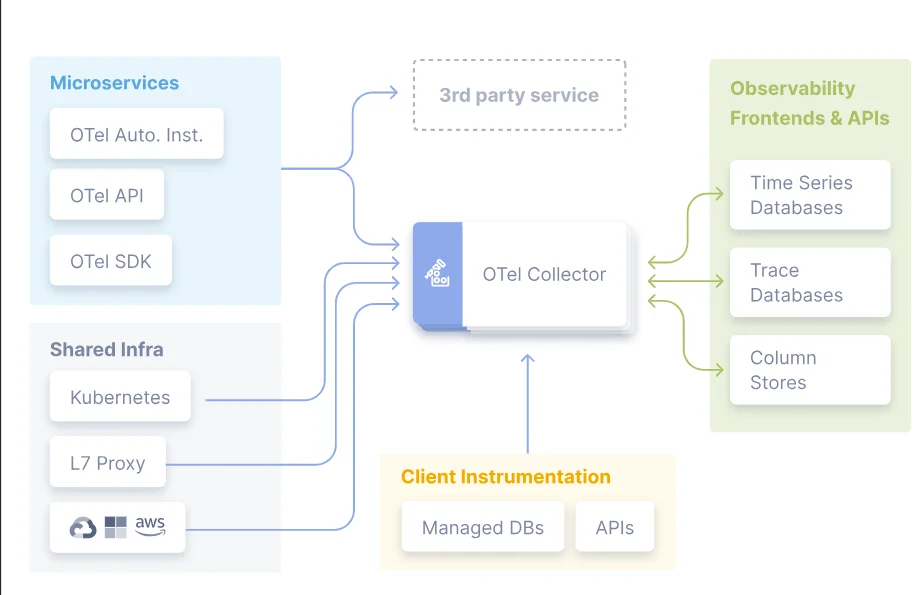 Microservices
OTel Auto. Inst.
OTel API
OTel SDK
Shared Infra
Kubernetes
L7 Proxy
aws
3rd party service
OTel Collector
Client Instrumentation
Managed DBs
APIs
Observability
Frontends & APIs
Time Series
Databases
Trace
Databases
Column
Stores